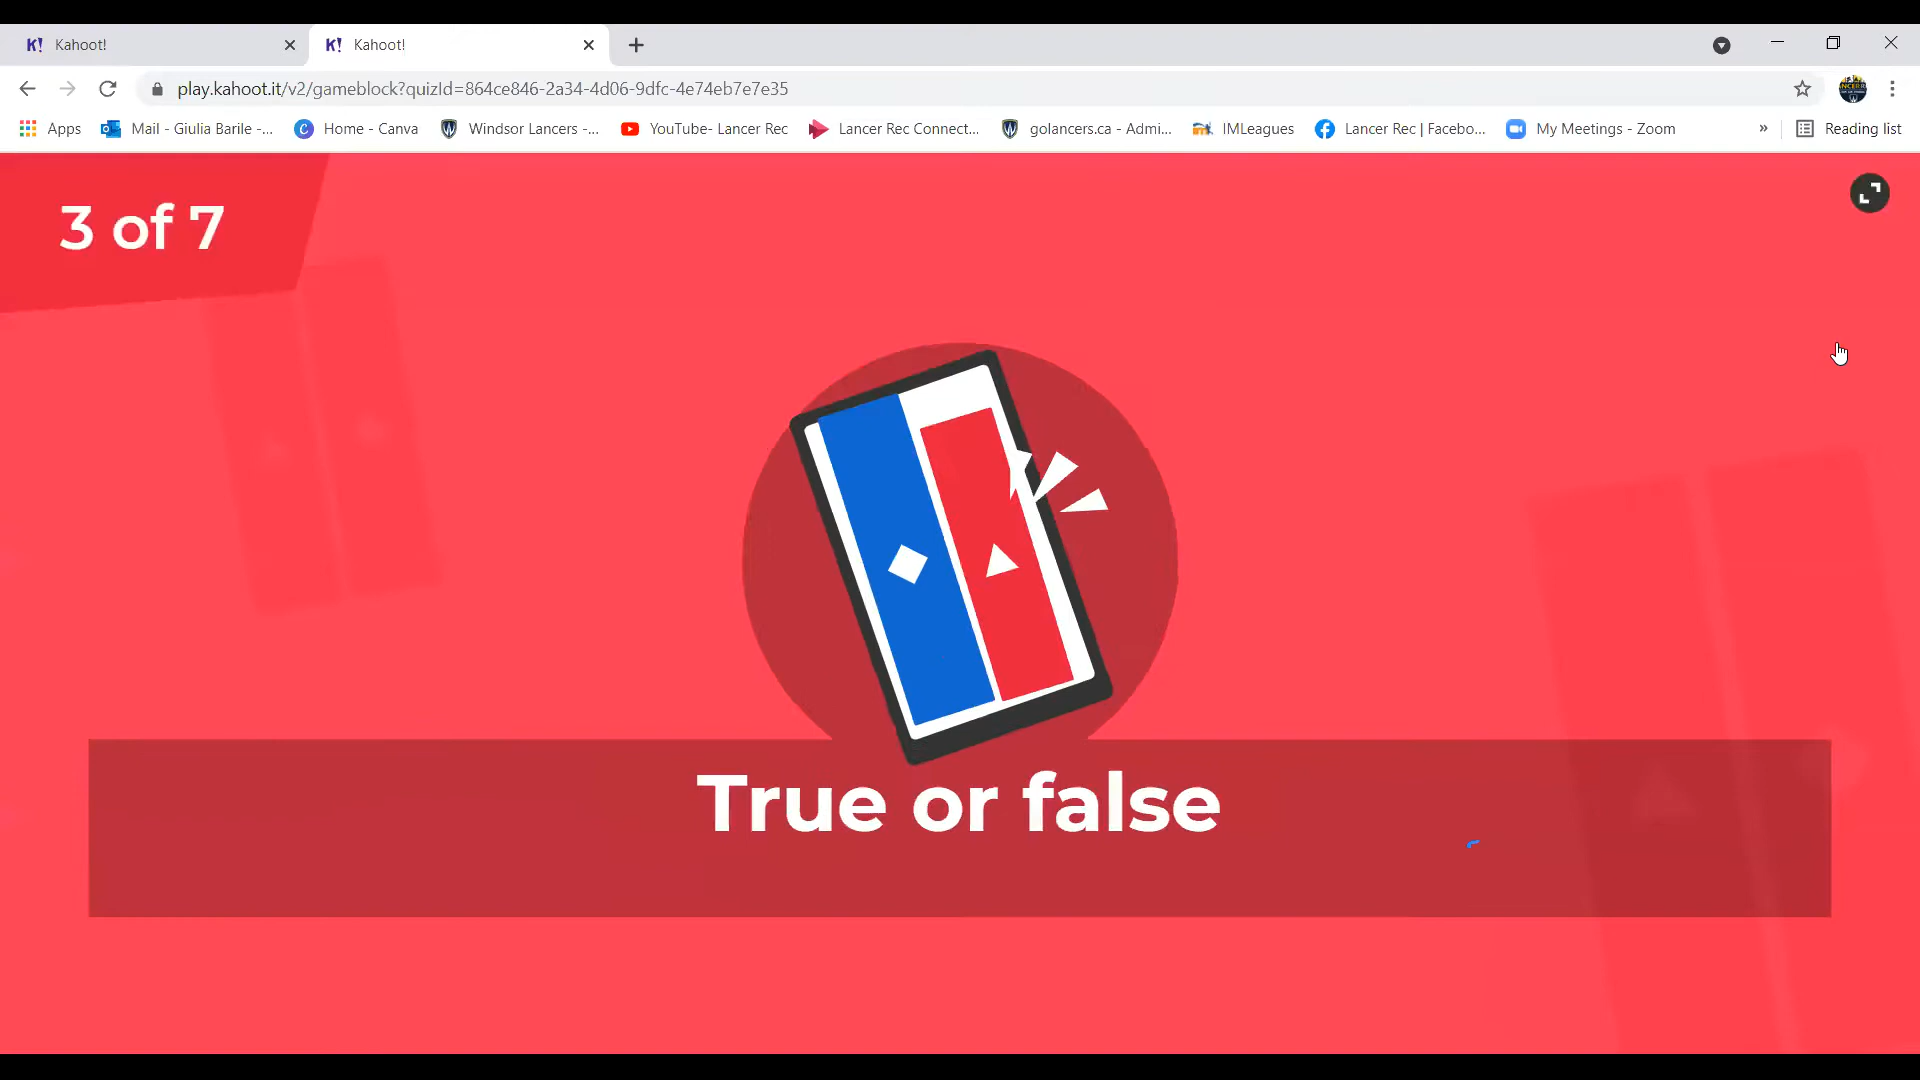 K! Kahoot!
K! Kahoot!
play.kahoot.it/v2/gameblock?quizId=864ce846-2a34-4d06-9dfc-4e74eb7e7e35
Apps
Mail - Giulia Barile -...
Home - Canva
Windsor Lancers -...
YouTube- Lancer Rec
Lancer Rec Connect...
golancers.ca - Admi...
IMLeagues
Lancer Rec | Facebo...
My Meetings - Zoom
»
Reading list
3 of 7
True or false